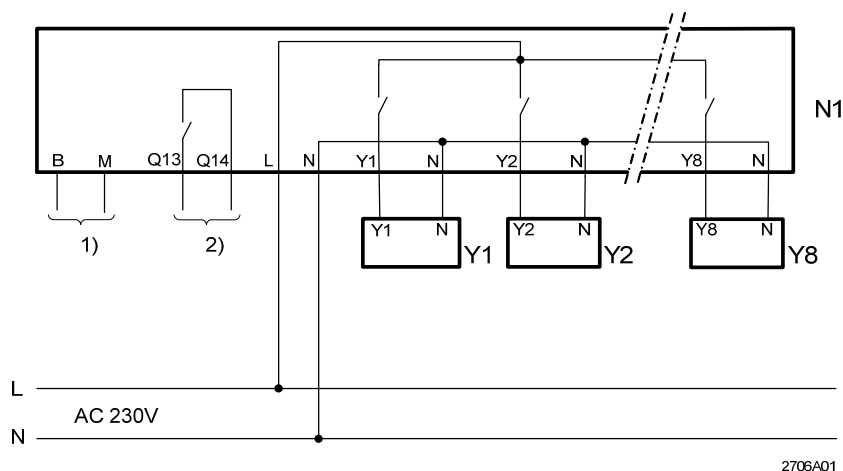 N1
B M Q13 Q14 L N Y1 N Y2 N Y8 N
1) 2)
Y1 N Y1 Y2 N Y2 Y8 N Y8
L
AC 230V
N
2706A01